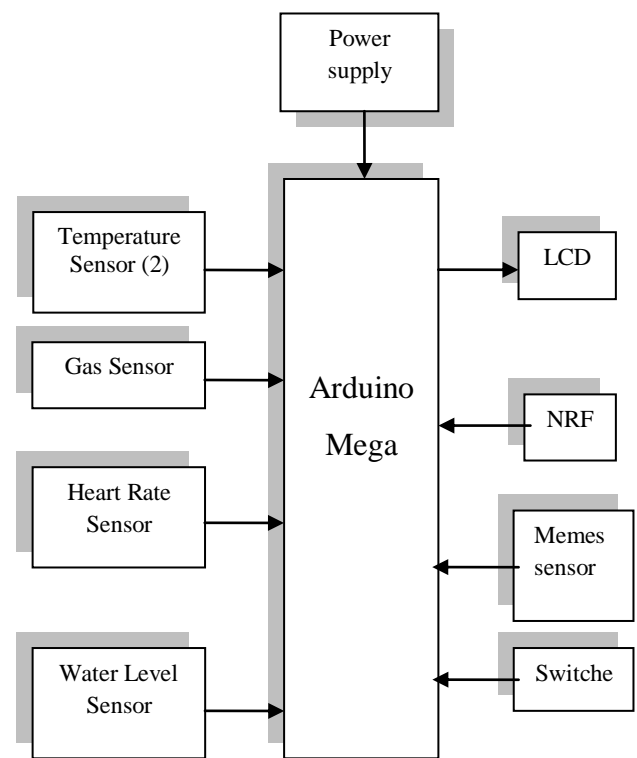 Power
supply
Temperature
Sensor (2)
LCD
Gas Sensor
Arduino
Mega
NRF
Heart Rate
Sensor
Memes
sensor
Water Level
Sensor
Switche